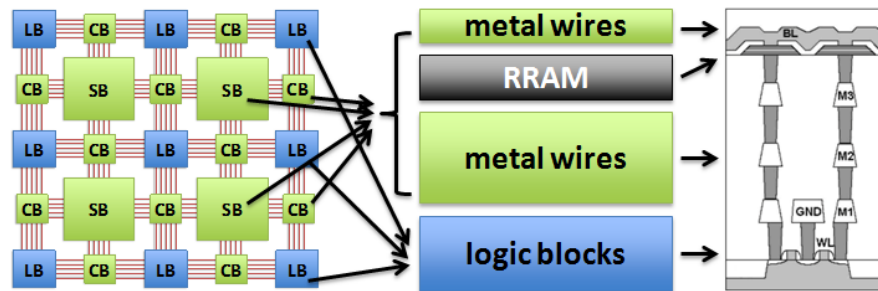 LB CB LB CB LB
CB SB CB SB CB
LB CB LB CB LB
CB SB CB SB CB
LB CB LB CB LB
metal wires
RRAM
metal wires
logic blocks
BL
M3
M2
GND M1
WL